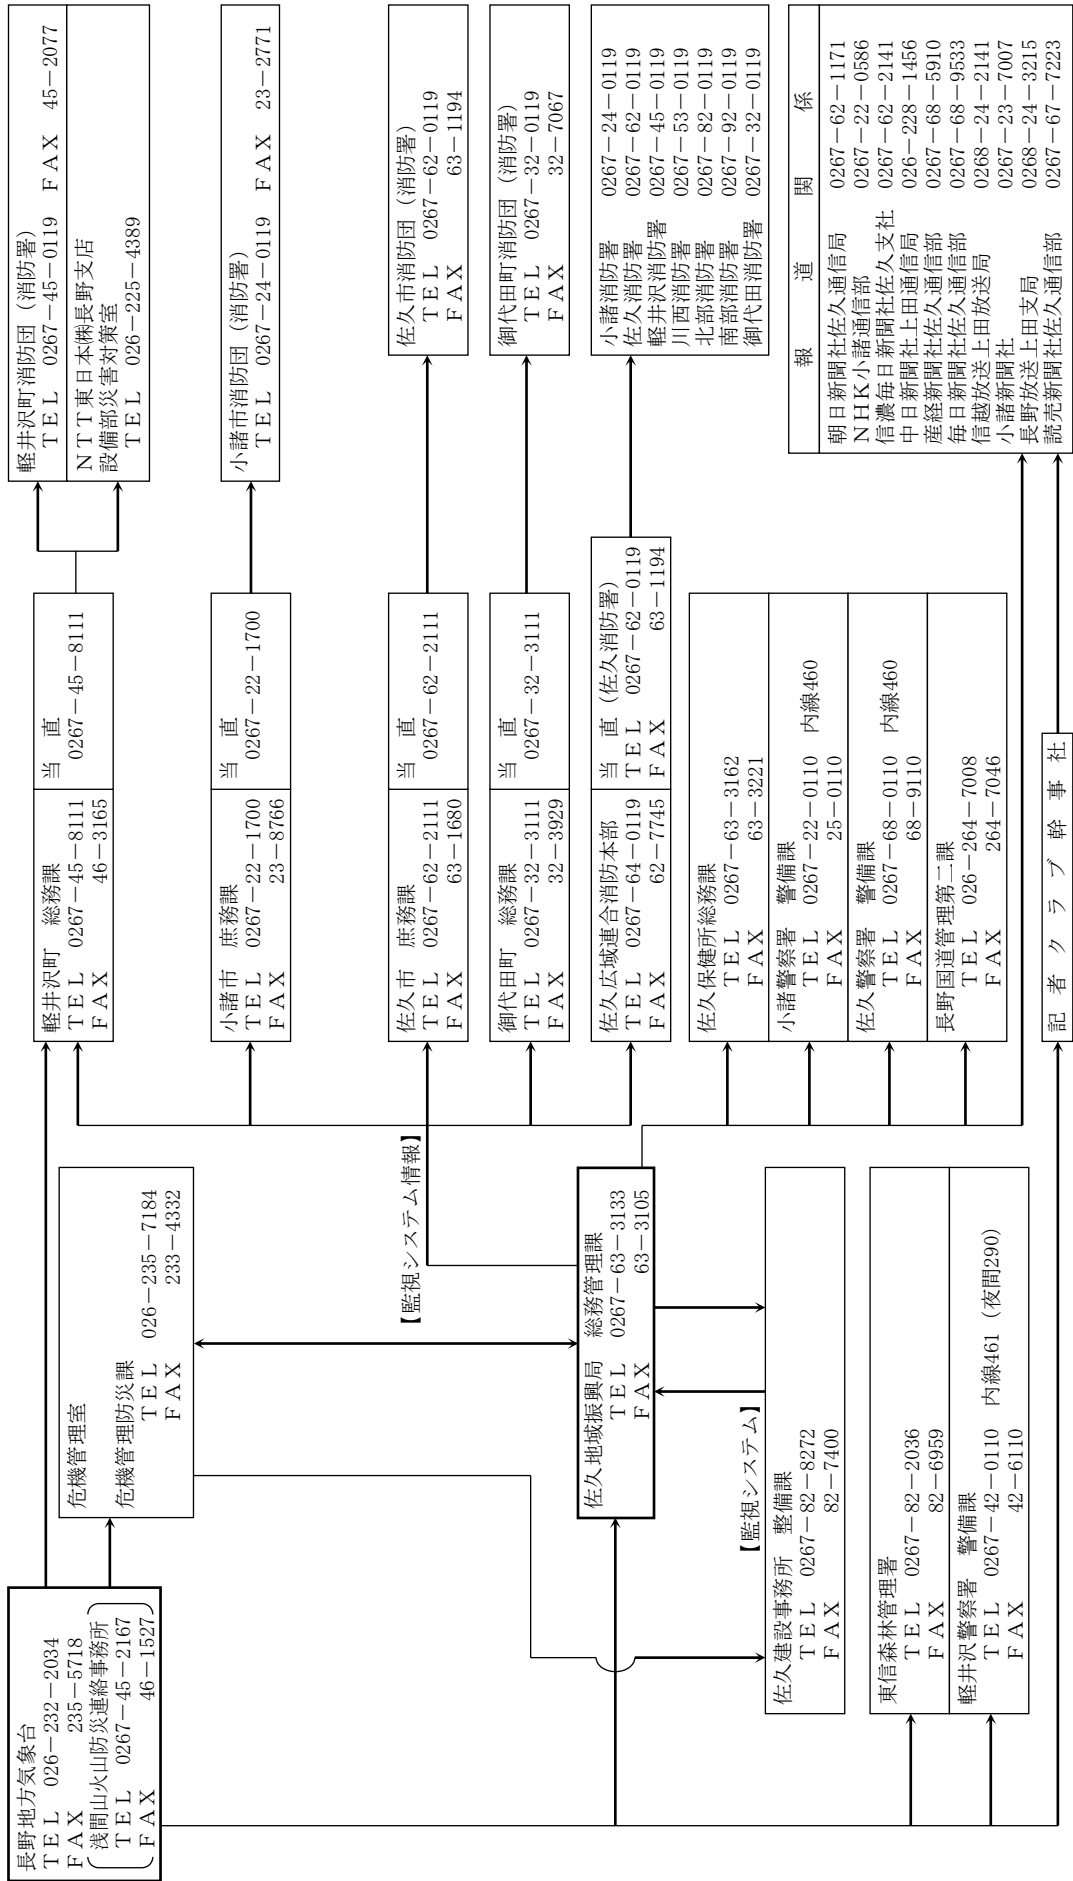 長野地方気象台
ＴＥＬ 026－232－2034
ＦＡＸ 235－5718
浅間山火山防災連絡事務所
ＴＥＬ 0267－45－2167
ＦＡＸ 46－1527
危機管理室
危機管理防災課
ＴＥＬ 026－235－7184
ＦＡＸ 233－4332
【監視システム情報】
佐久地域振興局 総務管理課
ＴＥＬ 0267－63－3133
ＦＡＸ 63－3105
【監視システム】
佐久建設事務所 整備課
ＴＥＬ 0267－82－8272
ＦＡＸ 82－7400
東信森林管理署
ＴＥＬ 0267－82－2036
ＦＡＸ 82－6959
軽井沢警察署 警備課
ＴＥＬ 0267－42－0110 内線461（夜間290）
ＦＡＸ 42－6110
軽井沢町 総務課
ＴＥＬ 0267－45－8111
ＦＡＸ 46－3165
当 直
0267－45－8111
小諸市 庶務課
ＴＥＬ 0267－22－1700
ＦＡＸ 23－8766
当 直
0267－22－1700
佐久市 庶務課
ＴＥＬ 0267－62－2111
ＦＡＸ 63－1680
当 直
0267－62－2111
御代田町 総務課
ＴＥＬ 0267－32－3111
ＦＡＸ 32－3929
当 直
0267－32－3111
佐久広域連合消防本部
ＴＥＬ 0267－64－0119
ＦＡＸ 62－7745
当 直（佐久消防署）
ＴＥＬ 0267－62－0119
ＦＡＸ 63－1194
佐久保健所総務課
ＴＥＬ 0267－63－3162
ＦＡＸ 63－3221
小諸警察署 警備課
ＴＥＬ 0267－22－0110 内線460
ＦＡＸ 25－0110
佐久警察署 警備課
ＴＥＬ 0267－68－0110 内線460
ＦＡＸ 68－9110
長野国道管理第二課
ＴＥＬ 026－264－7008
ＦＡＸ 264－7046
記者クラブ幹事社
軽井沢町消防団（消防署）
ＴＥＬ 0267－45－0119 ＦＡＸ 45－2077
ＮＴＴ東日本㈱長野支店
設備部災害対策室
ＴＥＬ 026－225－4389
小諸市消防団（消防署）
ＴＥＬ 0267－24－0119 ＦＡＸ 23－2771
佐久市消防団（消防署）
ＴＥＬ 0267－62－0119
ＦＡＸ 63－1194
御代田町消防団（消防署）
ＴＥＬ 0267－32－0119
ＦＡＸ 32－7067
小諸消防署 0267－24－0119
佐久消防署 0267－62－0119
軽井沢消防署 0267－45－0119
川西消防署 0267－53－0119
北部消防署 0267－82－0119
南部消防署 0267－92－0119
御代田消防署 0267－32－0119
報道関係
朝日新聞社佐久通信局 0267－62－1171
ＮＨＫ小諸通信部 0267－22－0586
信濃毎日新聞社佐久支社 0267－62－2141
中日新聞社上田通信局 026－228－1456
産経新聞社佐久通信部 0267－68－5910
毎日新聞社佐久通信部 0267－68－9533
信越放送上田放送局 0268－24－2141
小諸新聞社 0267－23－7007
長野放送上田支局 0268－24－3215
読売新聞社佐久通信部 0267－67－7223